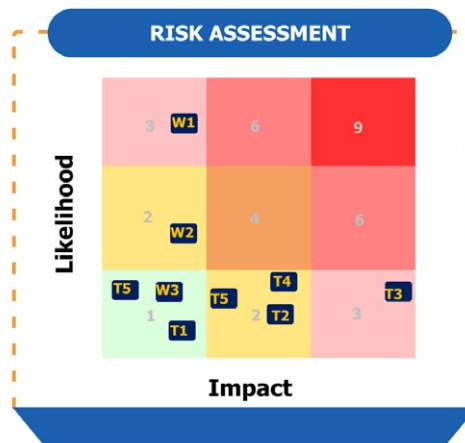 RISK ASSESSMENT
3 W1 6 9
Likelihood
2 W2 4 6
T5 W3 T5 T4 T3
1 T1 2 T2 3
Impact